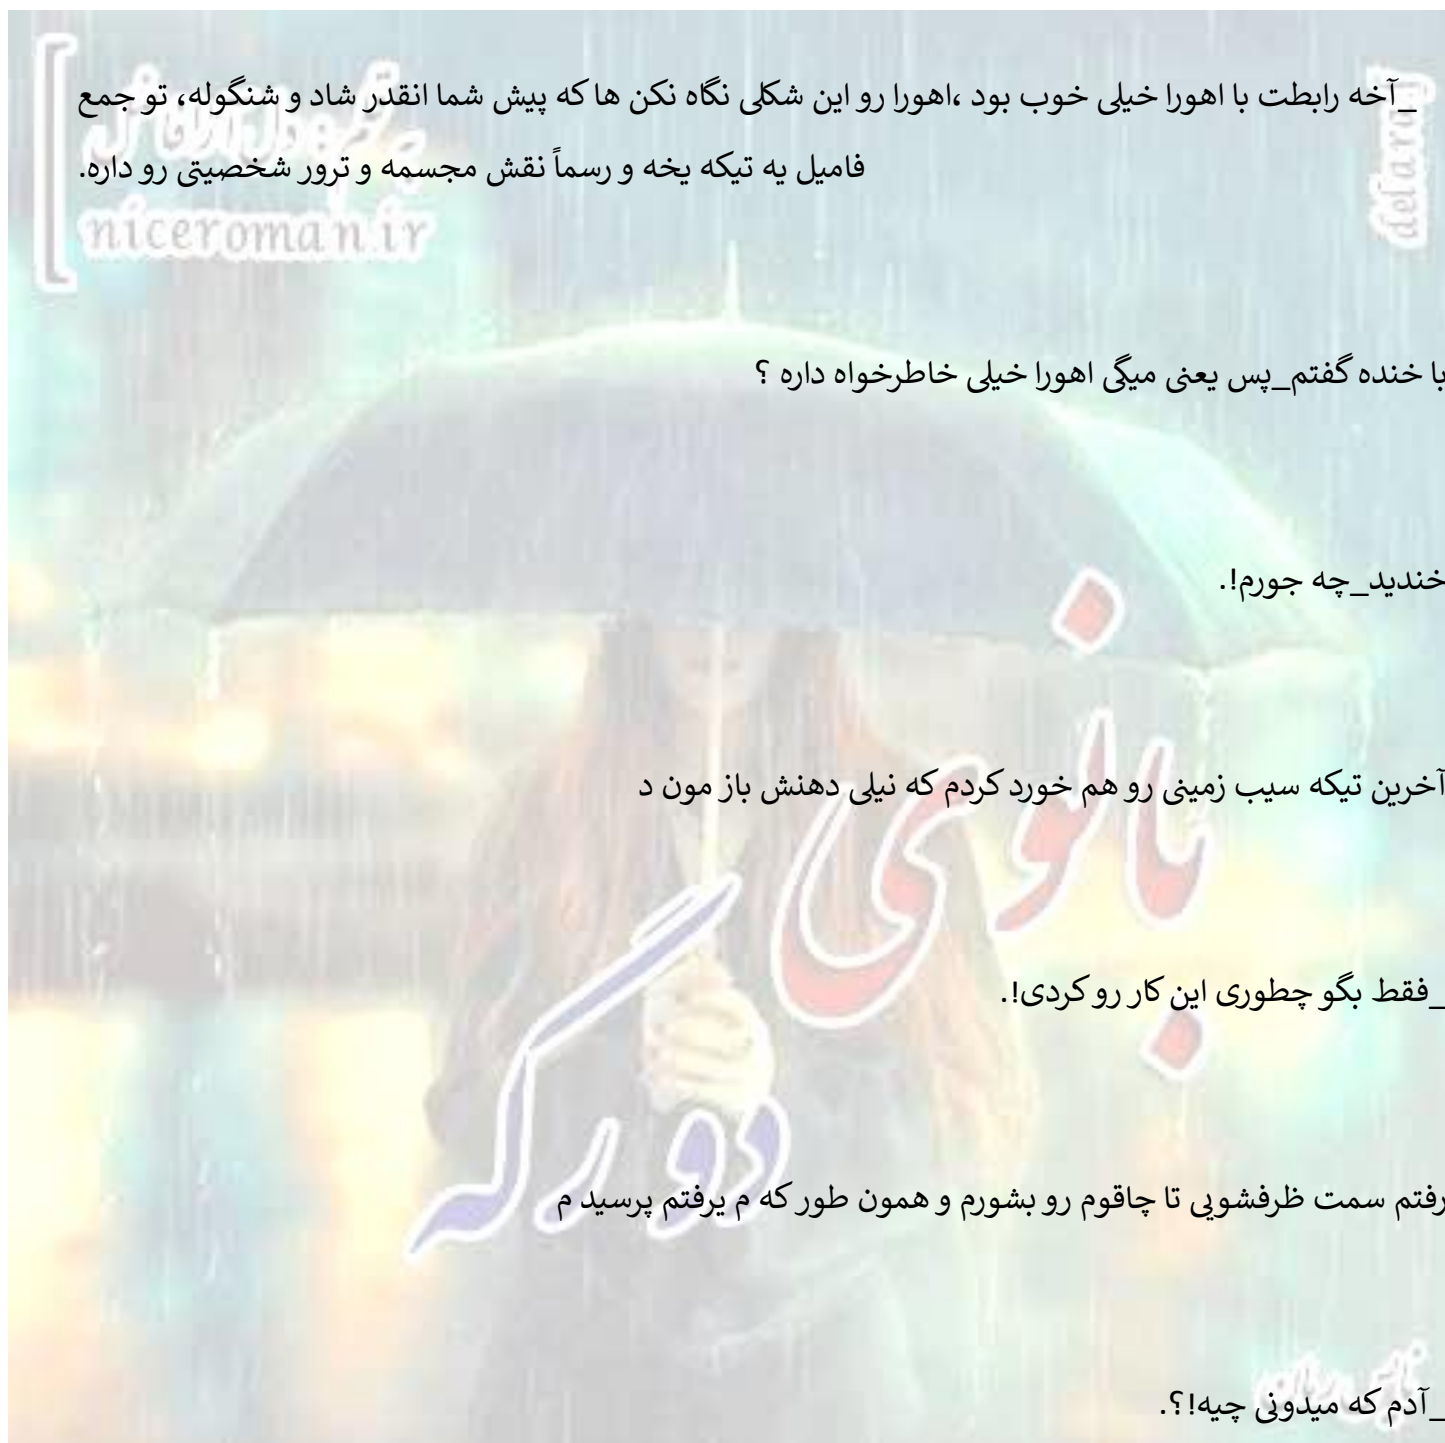 _آخه رابطت با اهورا خیلی خوب بود ،اهورا رو این شکلی نگاه نکن ها که پیش شما انقدر شاد و شنگوله، تو جمع
فامیل یه تیکه یخه و رسماً نقش مجسمه و ترور شخصیتی رو داره.
niceroman.ir
delaraf
با خنده گفتم_پس یعنی میگی اهورا خیلی خاطرخواه داره ؟
خندید_چه جورم!.
آخرین تیکه سیب زمینی رو هم خورد کردم که نیلی دهنش باز مون د
بانوی
_فقط بگو چطوری این کار رو کردی!.
دو رگه
رفتم سمت ظرفشویی تا چاقوم رو بشورم و همون طور که م یرفتم پرسید م
_آدم که میدونی چیه!؟.